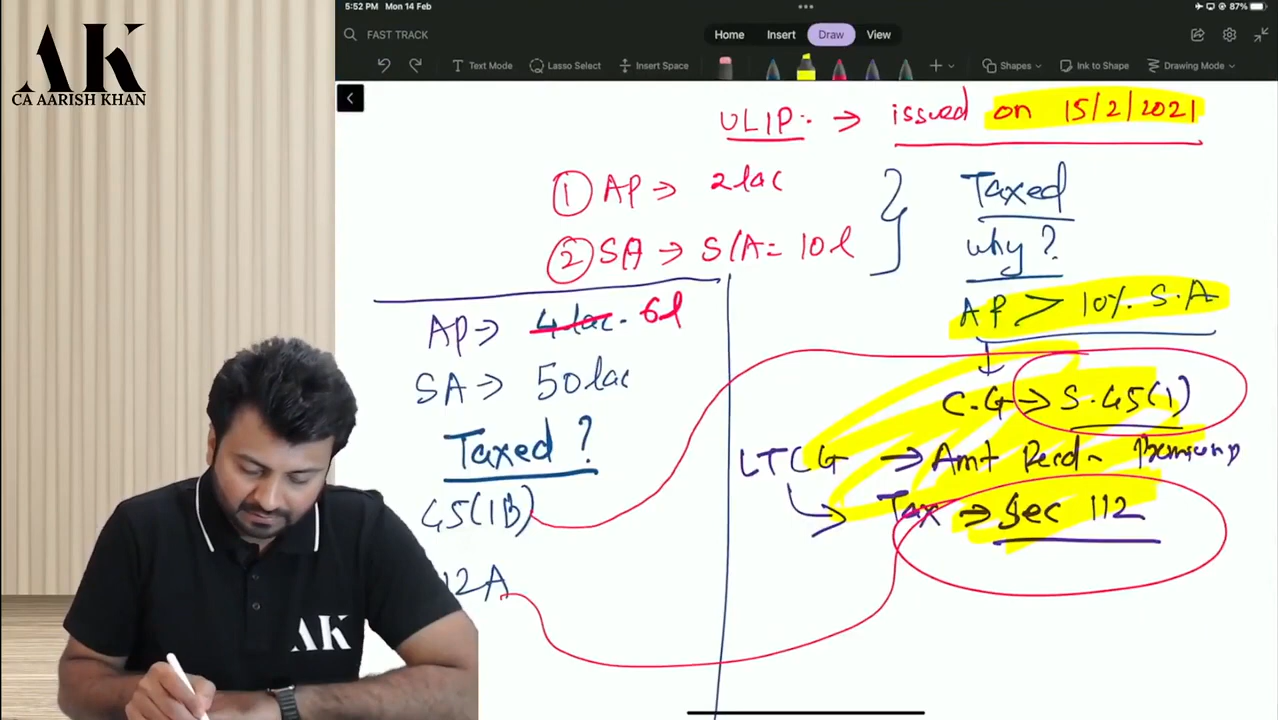 5:52 PM Mon 14 Feb
87%
FAST TRACK
Home Insert Draw View
Text Mode Lasso Select Insert Space Shapes Ink to Shape Drawing Mode
AK
CA AARISH KHAN
ULIP:- → issued on 15/2/2021
① AP → 2 lac
② SA → S/A = 10 l
Taxed
why?
AP > 10% S.A
C.G → S.45(1)
LTCG → Amt Recd - Premium
Tax → Sec 112
AP → 4 lac. 6l
SA → 50 lac
Taxed?
45(1B)
12A
AK